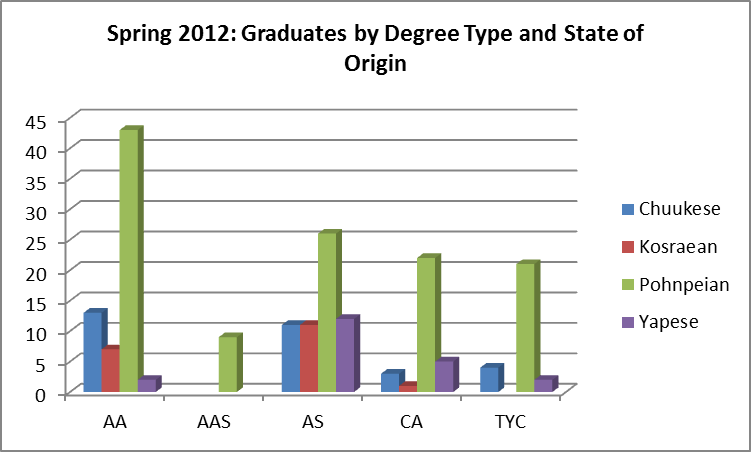 Spring 2012: Graduates by Degree Type and State of
Origin
45
40
35
30
25
20
15
10
5
0
AA AAS AS CA TYC
Chuukese
Kosraean
Pohnpeian
Yapese